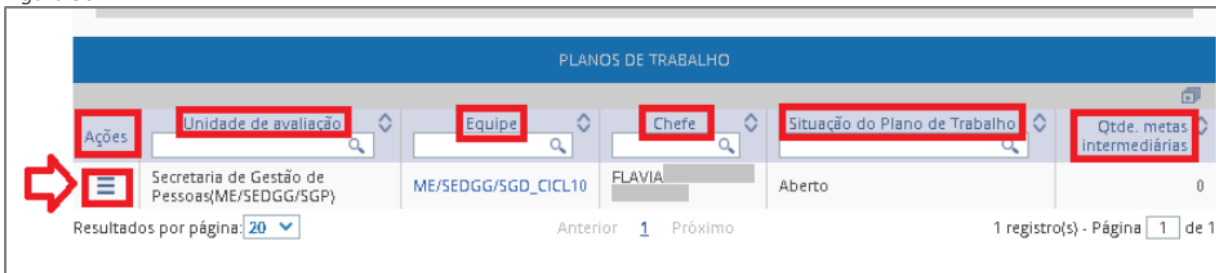 PLANOS DE TRABALHO
Ações
Unidade de avaliação
Equipe
Chefe
Situação do Plano de Trabalho
Qtde. metas
intermediárias
Secretaria de Gestão de
Pessoas(ME/SEDGG/SGP)
ME/SEDGG/SGD_CICL10
FLAVIA
Aberto
0
Resultados por página: 20
Anterior 1 Próximo
1 registro(s) - Página 1 de 1